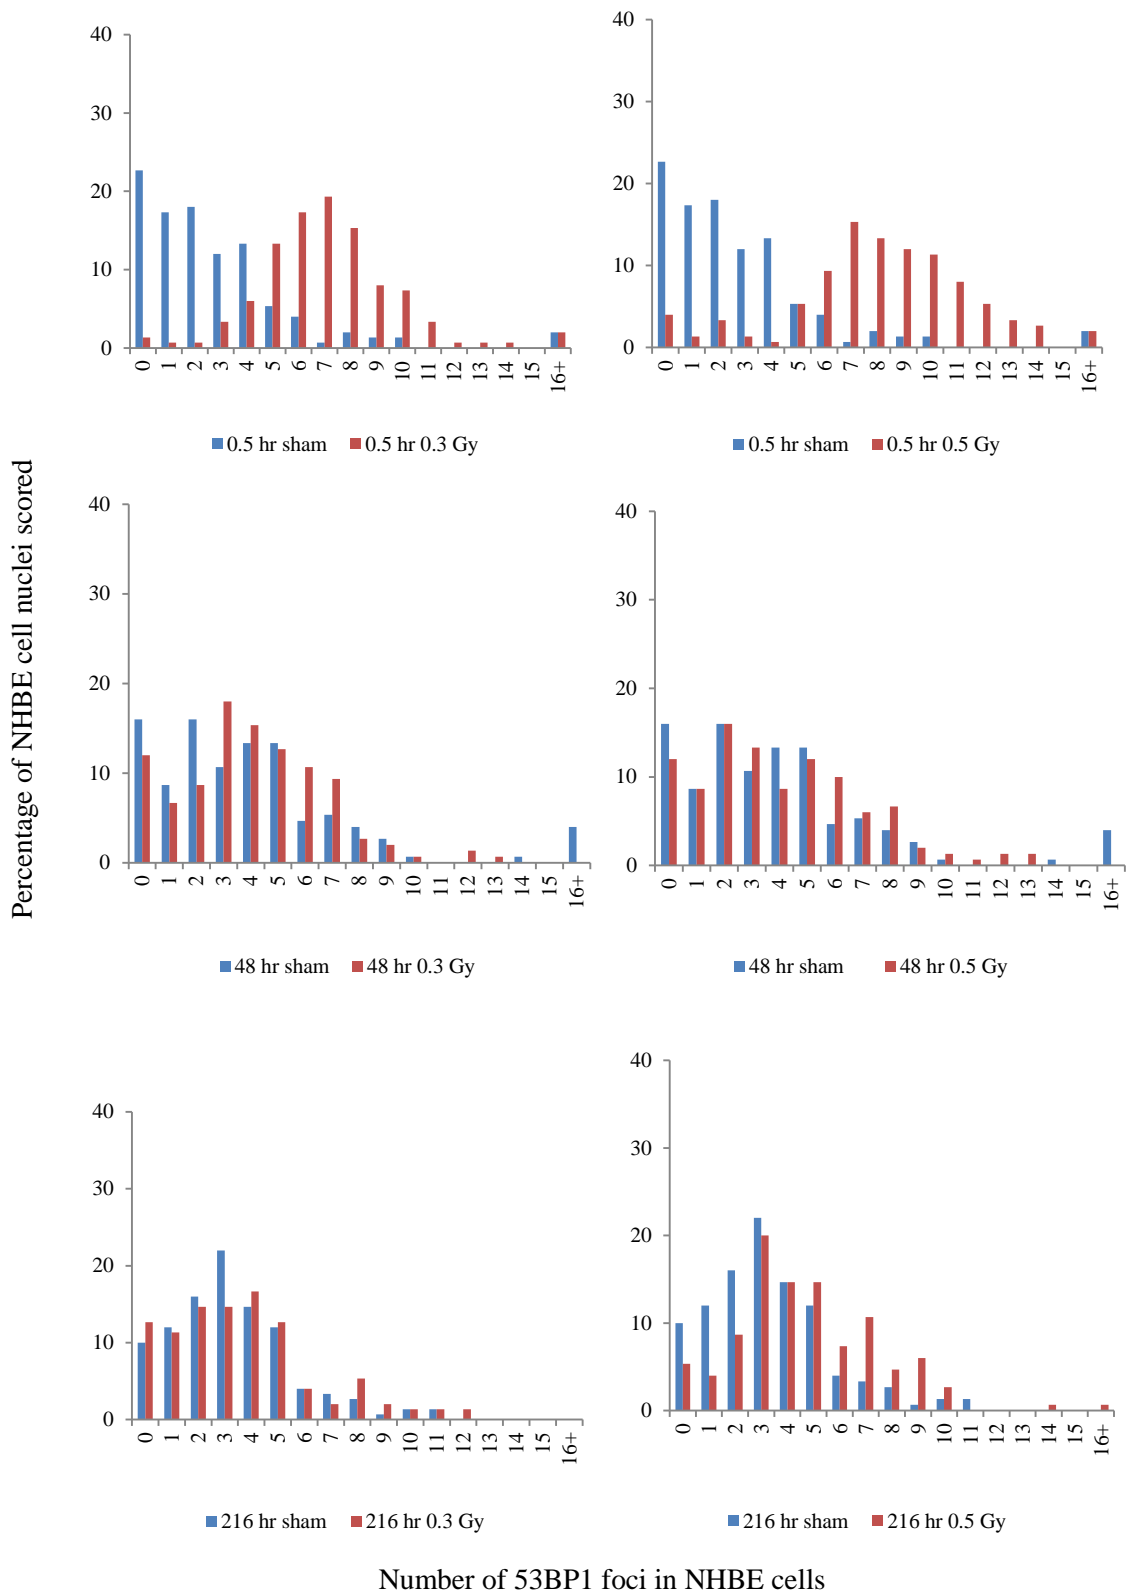 Percentage of NHBE cell nuclei scored
40
30
20
10
0
0 1 2 3 4 5 6 7 8 9 10 11 12 13 14 15 16+
0.5 hr sham 0.5 hr 0.3 Gy
40
30
20
10
0
0 1 2 3 4 5 6 7 8 9 10 11 12 13 14 15 16+
0.5 hr sham 0.5 hr 0.5 Gy
40
30
20
10
0
0 1 2 3 4 5 6 7 8 9 10 11 12 13 14 15 16+
48 hr sham 48 hr 0.3 Gy
40
30
20
10
0
0 1 2 3 4 5 6 7 8 9 10 11 12 13 14 15 16+
48 hr sham 48 hr 0.5 Gy
40
30
20
10
0
0 1 2 3 4 5 6 7 8 9 10 11 12 13 14 15 16+
216 hr sham 216 hr 0.3 Gy
40
30
20
10
0
0 1 2 3 4 5 6 7 8 9 10 11 12 13 14 15 16+
216 hr sham 216 hr 0.5 Gy
Number of 53BP1 foci in NHBE cells